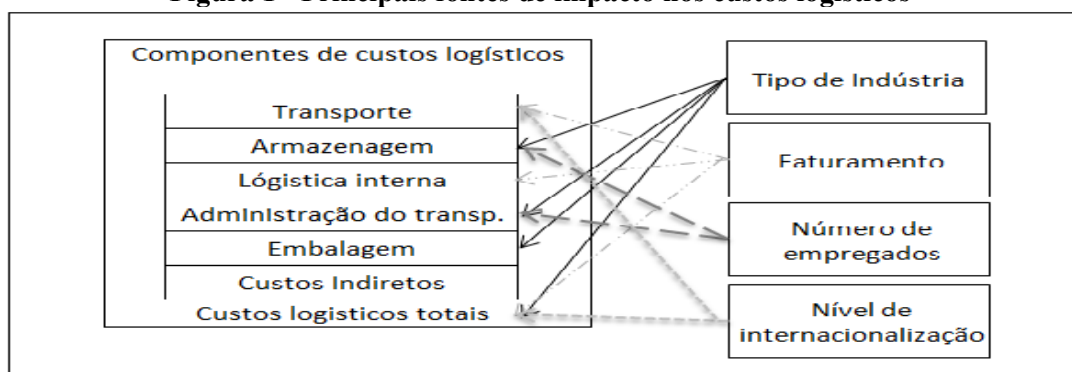 Figura 1 - Principais fontes de impacto nos custos logísticos
Componentes de custos logísticos
Transporte
Armazenagem
Lógistica interna
Administração do transp.
Embalagem
Custos Indiretos
Custos logisticos totais
Tipo de Indústria
Faturamento
Número de
empregados
Nível de
internacionalização